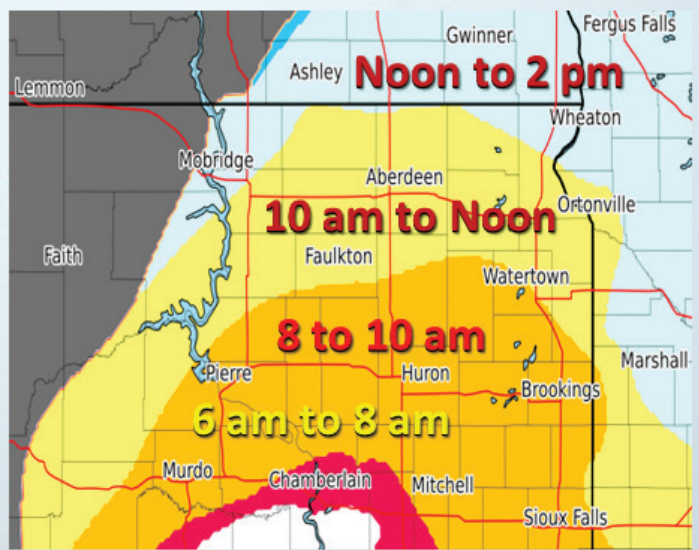 Fergus Falls
Gwinner
Ashley
Noon to 2 pm
Lemmon
Wheaton
Mobridge
Aberdeen
10 am to Noon
Ortonville
Faith
Faulkton
Watertown
8 to 10 am
Marshall
Pierre
Huron
Brookings
6 am to 8 am
Murdo
Chamberlain
Mitchell
Sioux Falls